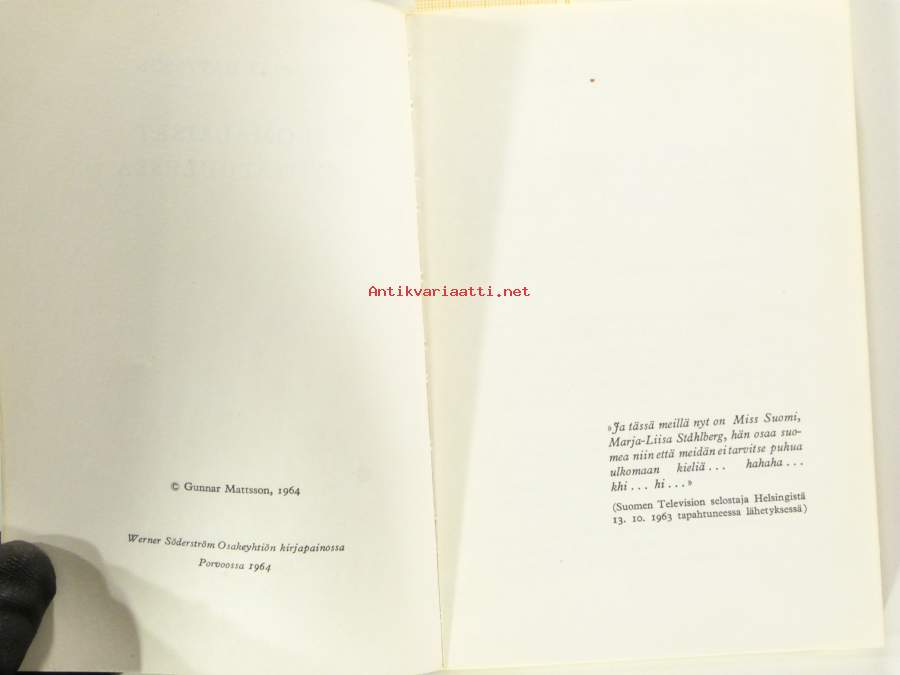 Antikvariaatti.net
© Gunnar Mattsson, 1964
Werner Söderström Osakeyhtiön kirjapainossa
Porvoossa 1964
»Ja tässä meillä nyt on Miss Suomi,
Marja-Liisa Ståhlberg, hän osaa suo-
mea niin että meidän ei tarvitse puhua
ulkomaan kieliä... hahaha...
khi... hi...»
(Suomen Television selostaja Helsingistä
13. 10. 1963 tapahtuneessa lähetyksessä)